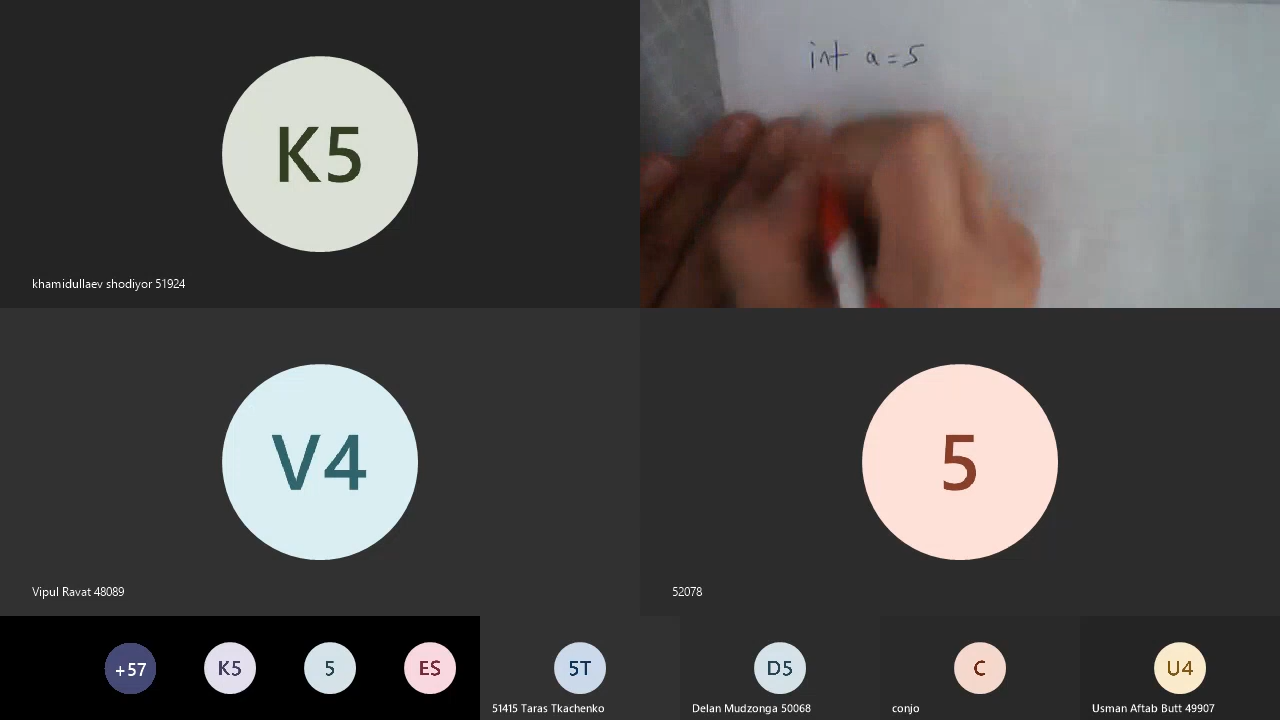 K5
khamidullaev shodiyor 51924
int a=5
V4
Vipul Ravat 48089
5
52078
+57
K5
5
ES
5T
51415 Taras Tkachenko
D5
Delan Mudzonga 50068
C
conjo
U4
Usman Aftab Butt 49907